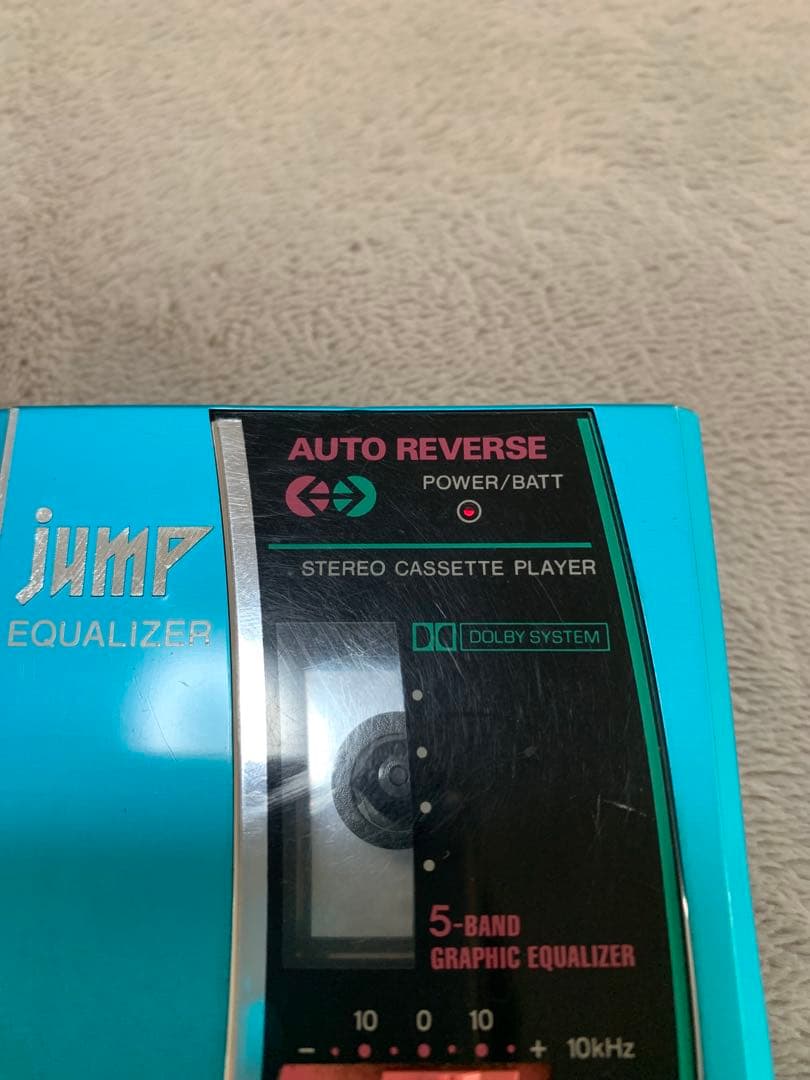 jump
EQUALIZER
AUTO REVERSE
POWER/BATT
STEREO CASSETTE PLAYER
DOLBY SYSTEM
5-BAND
GRAPHIC EQUALIZER
10 0 10
- + 10kHz